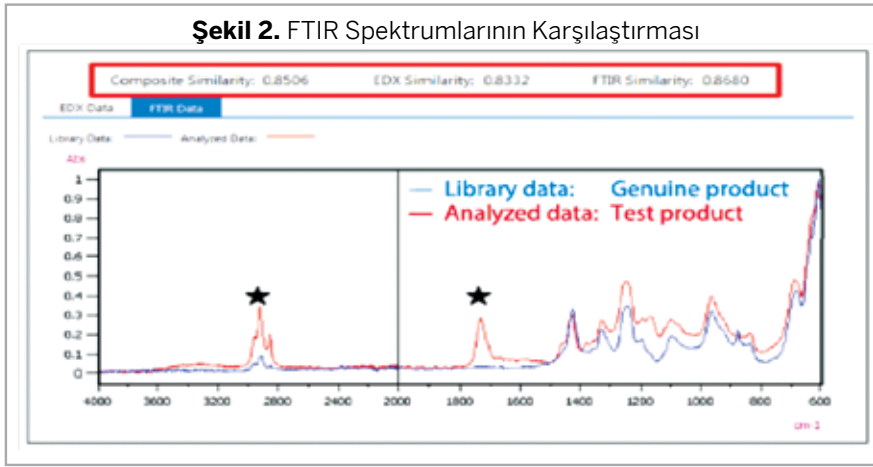 Şekil 2. FTIR Spektrumlarının Karşılaştırması
Composite Similarity: 0.8506 EDX Similarity: 0.8332 FTIR Similarity: 0.8680
EDX Data FTIR Data
Library Data: Analyzed Data:
Abs
Library data: Genuine product
Analyzed data: Test product
1
0.9
0.8
0.7
0.6
0.5
0.4
0.3
0.2
0.1
0
4000 3600 3200 2800 2400 2000 1800 1600 1400 1200 1000 800 600
cm-1